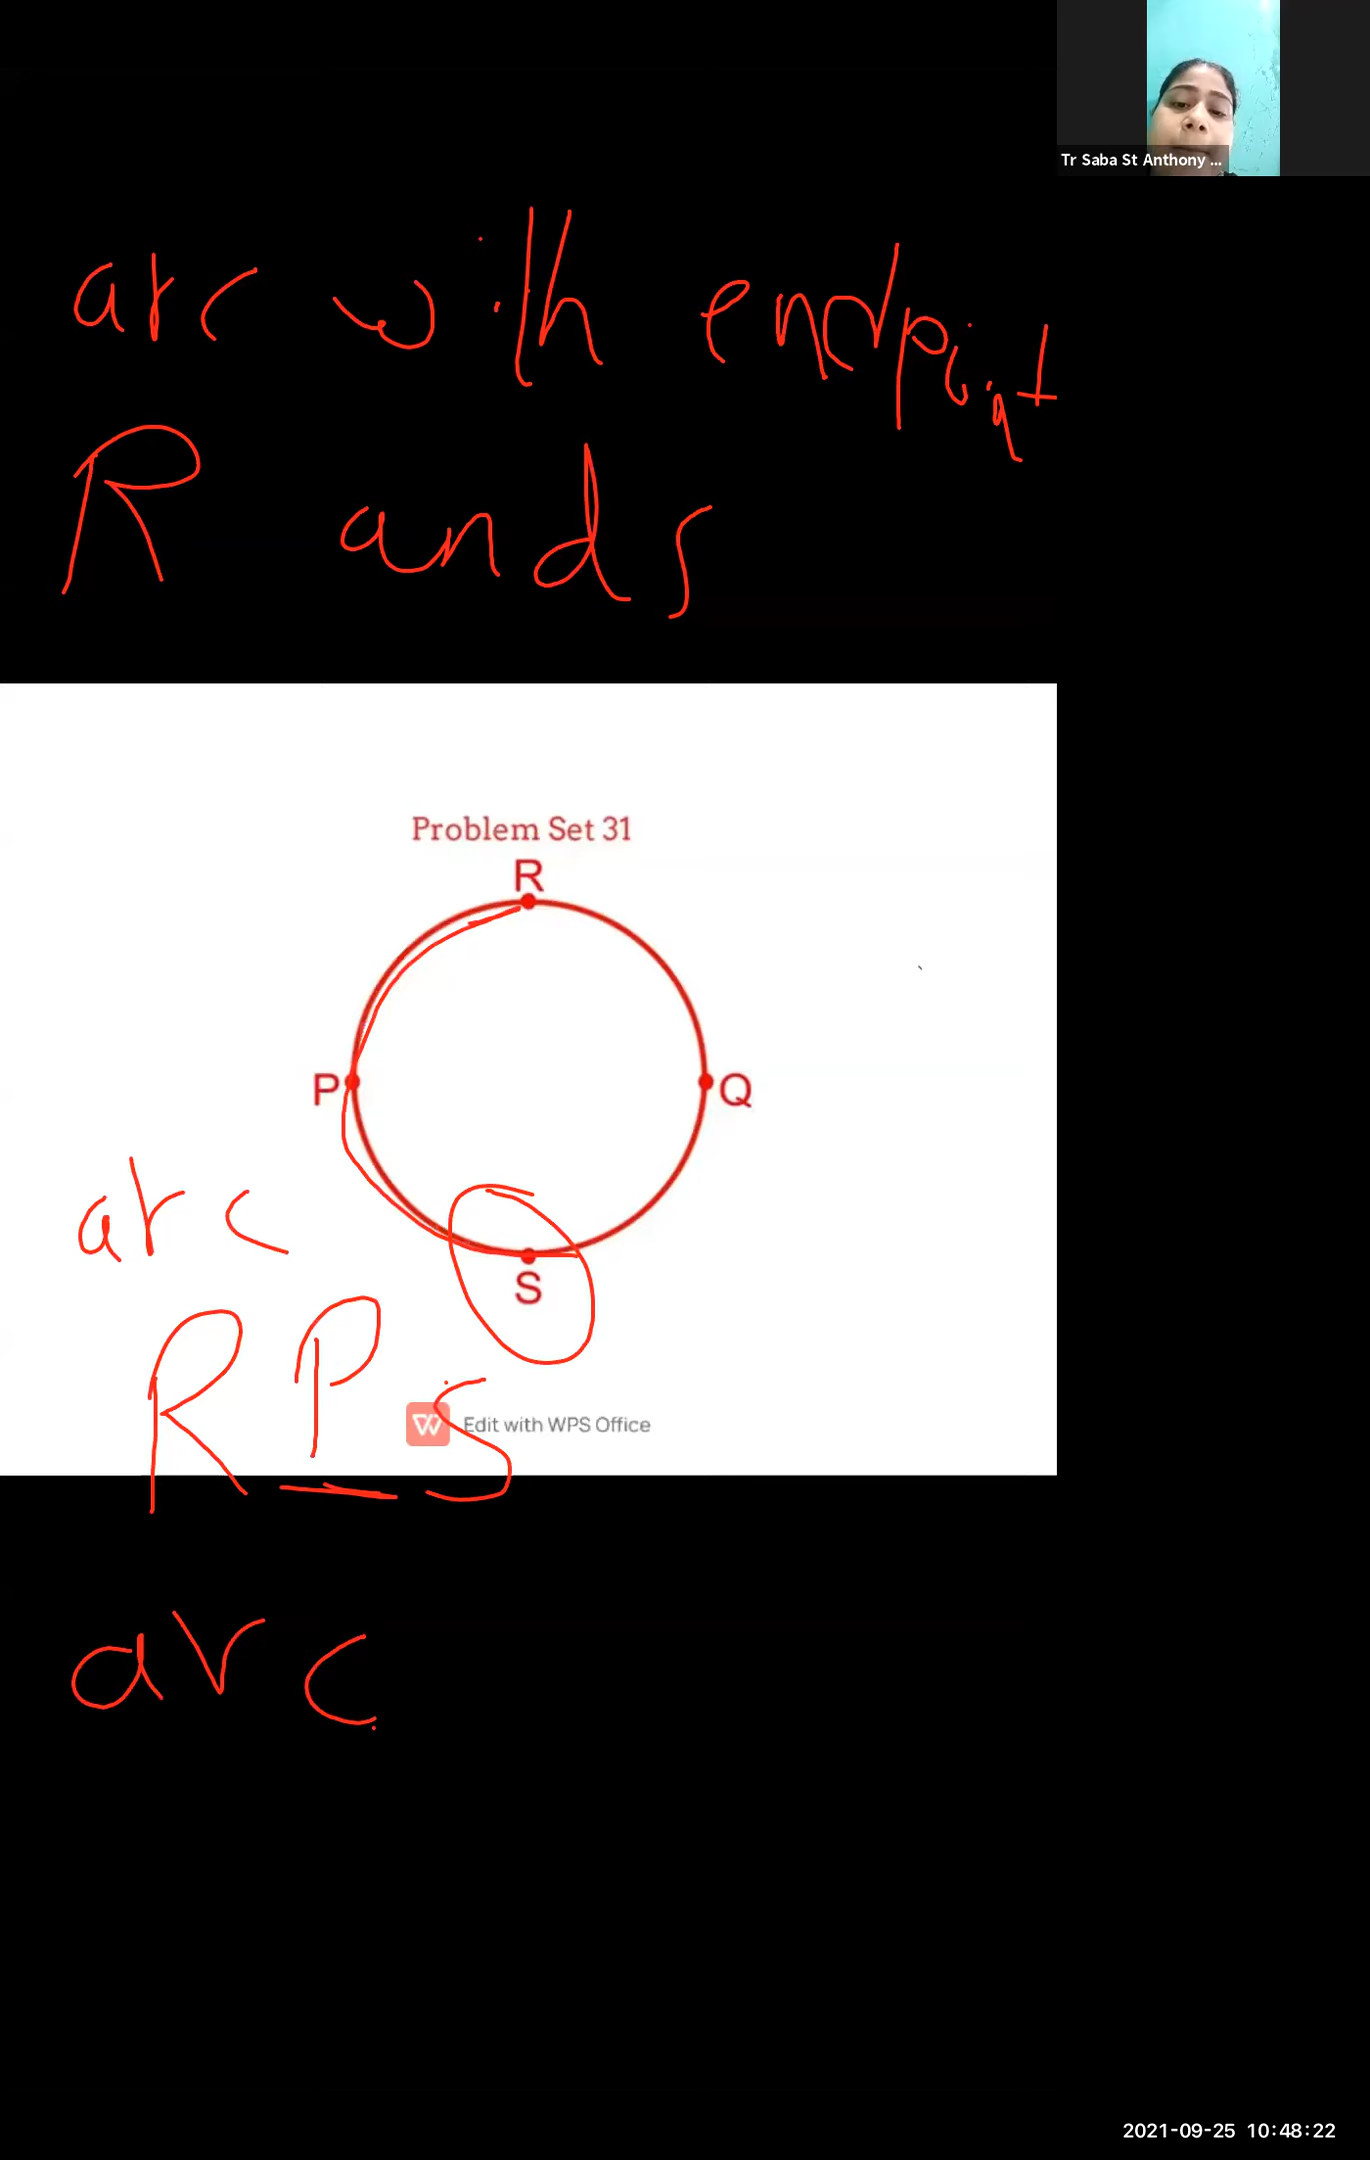 Tr Saba St Anthony ...
arc with endpoint
R and S
Problem Set 31
R
P
Q
S
arc
RPS
Edit with WPS Office
arc
2021-09-25 10:48:22